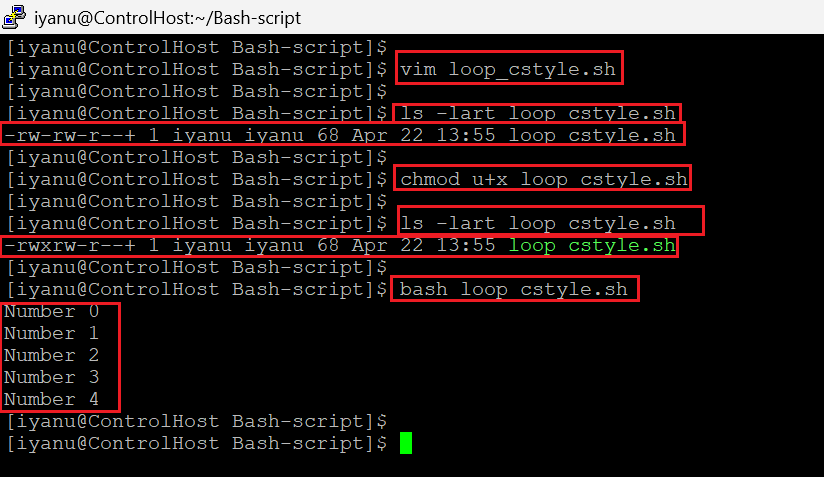 iyanu@ControlHost:~/Bash-script
[iyanu@ControlHost Bash-script]$
[iyanu@ControlHost Bash-script]$ vim loop_cstyle.sh
[iyanu@ControlHost Bash-script]$
[iyanu@ControlHost Bash-script]$ ls -lart loop_cstyle.sh
-rw-rw-r--+ 1 iyanu iyanu 68 Apr 22 13:55 loop_cstyle.sh
[iyanu@ControlHost Bash-script]$
[iyanu@ControlHost Bash-script]$ chmod u+x loop_cstyle.sh
[iyanu@ControlHost Bash-script]$
[iyanu@ControlHost Bash-script]$ ls -lart loop_cstyle.sh
-rwxrw-r--+ 1 iyanu iyanu 68 Apr 22 13:55 loop_cstyle.sh
[iyanu@ControlHost Bash-script]$
[iyanu@ControlHost Bash-script]$ bash loop_cstyle.sh
Number 0
Number 1
Number 2
Number 3
Number 4
[iyanu@ControlHost Bash-script]$
[iyanu@ControlHost Bash-script]$